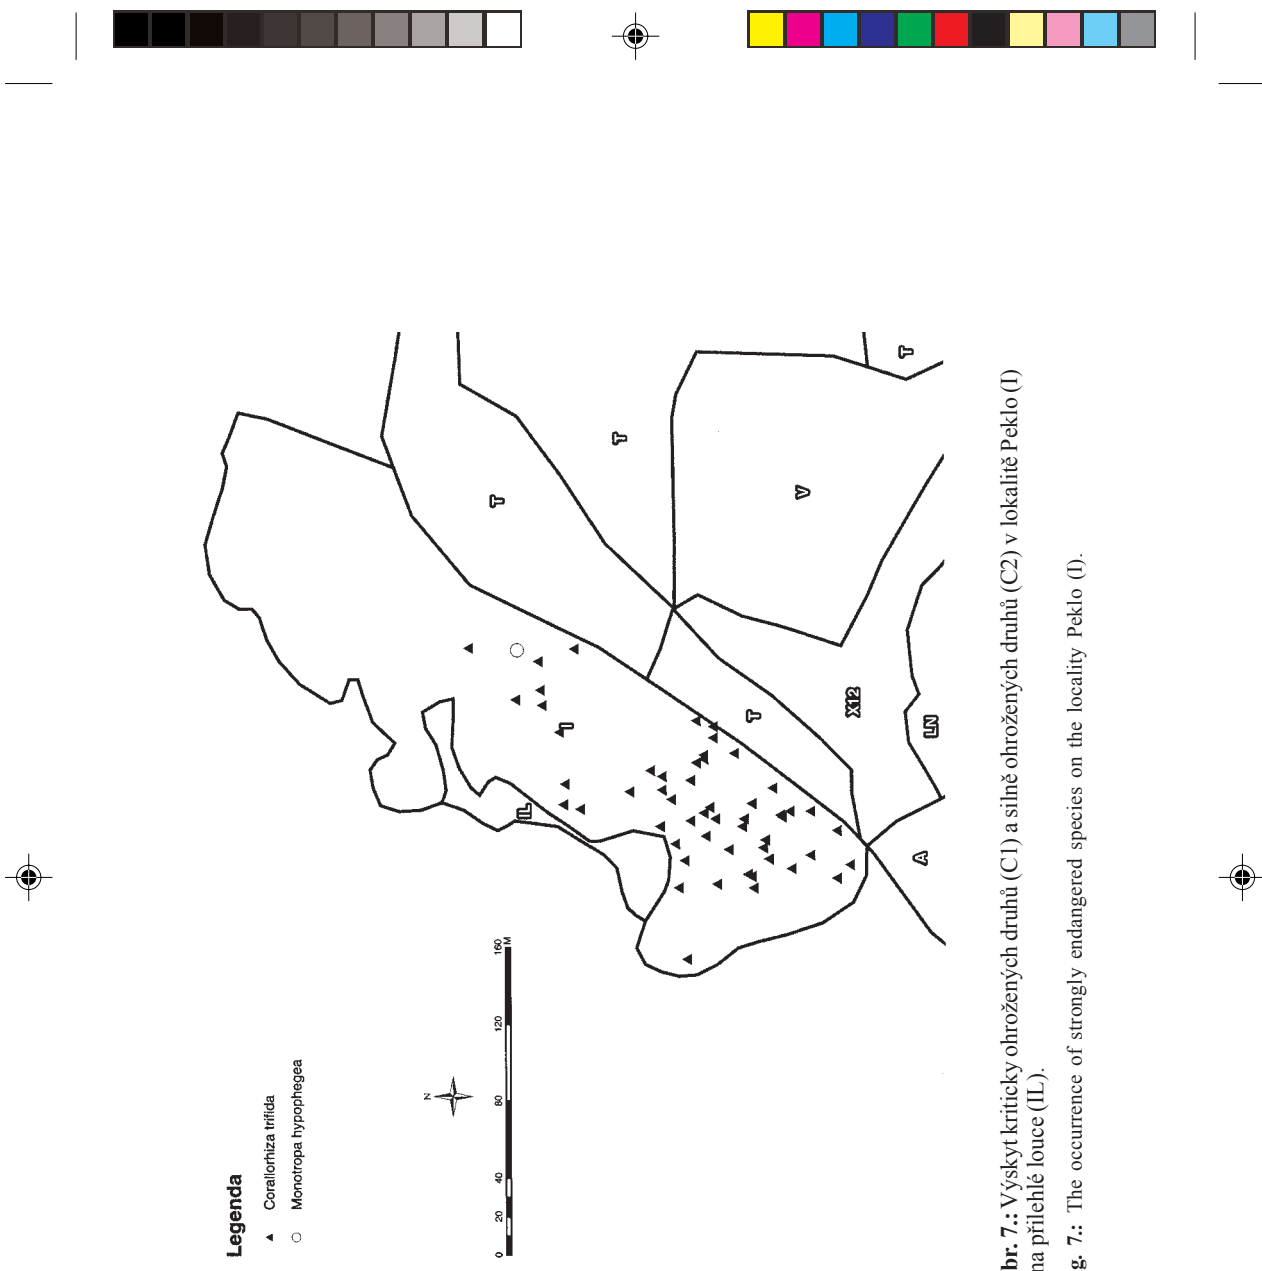 Legenda
Corallorhiza trifida
Monotropa hypophegea
N
0 20 40 80 120 160 M
T
T
T
V
I
IL
T
X12
LN
A
br. 7.: Výskyt kriticky ohrožených druhů (C1) a silně ohrožených druhů (C2) v lokalitě Peklo (I)
na přilehlé louce (IL).
g. 7.: The occurrence of strongly endangered species on the locality Peklo (I).